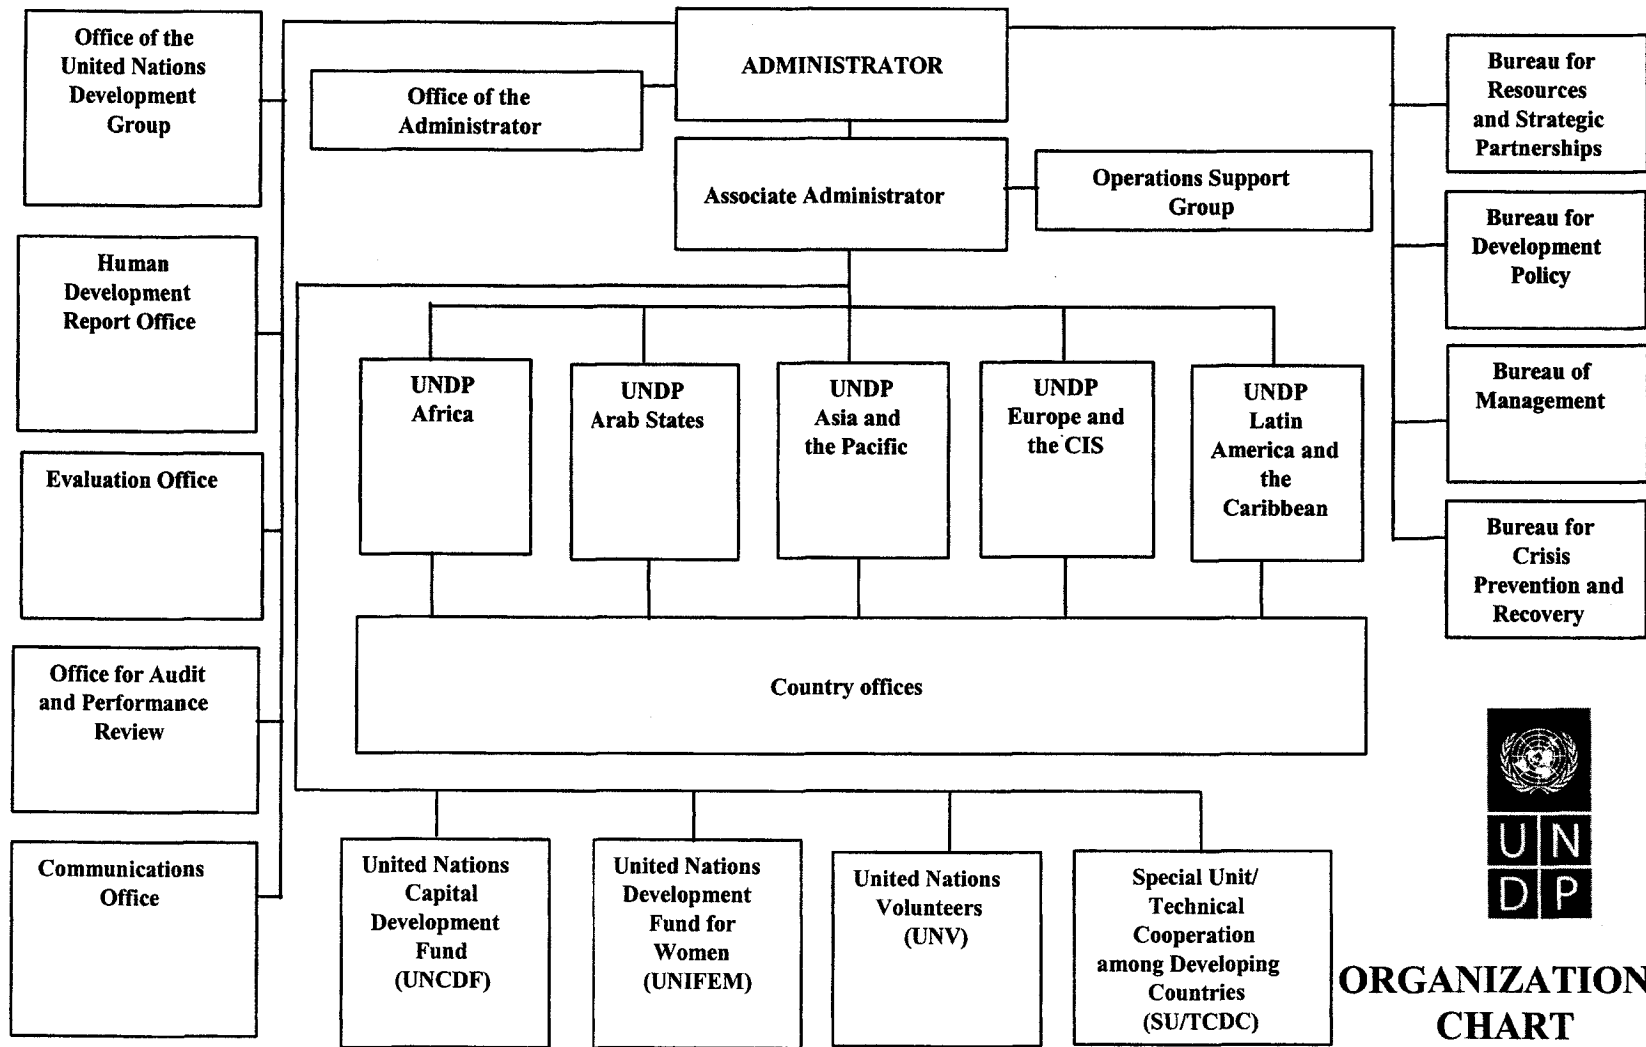 Office of the
United Nations
Development
Group
ADMINISTRATOR
Office of the
Administrator
Bureau for
Resources
and Strategic
Partnerships
Associate Administrator
Operations Support
Group
Bureau for
Development
Policy
Human
Development
Report Office
UNDP
Africa
UNDP
Arab States
UNDP
Asia and
the Pacific
UNDP
Europe and
the CIS
UNDP
Latin
America and
the
Caribbean
Bureau of
Management
Evaluation Office
Bureau for
Crisis
Prevention and
Recovery
Office for Audit
and Performance
Review
Country offices
Communications
Office
United Nations
Capital
Development
Fund
(UNCDF)
United Nations
Development
Fund for
Women
(UNIFEM)
United Nations
Volunteers
(UNV)
Special Unit/
Technical
Cooperation
among Developing
Countries
(SU/TCDC)
UN
DP
ORGANIZATION
CHART